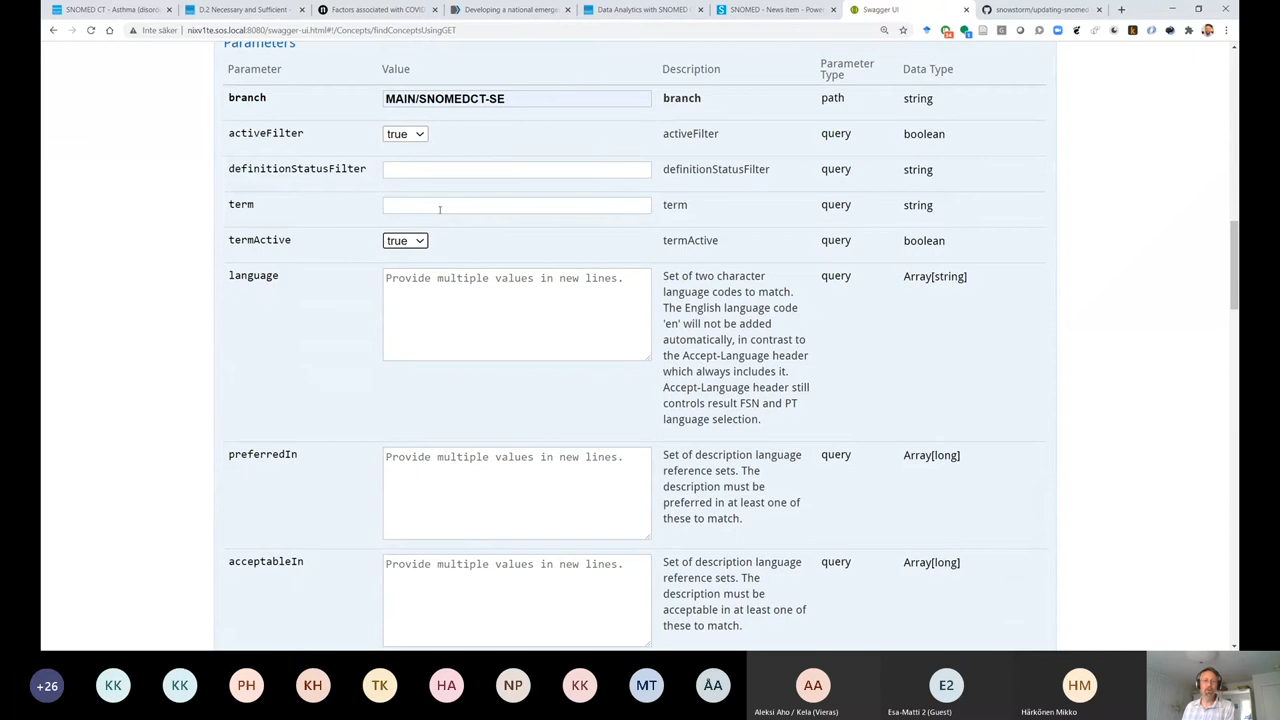 SNOMED CT - Asthma (disord
D.2 Necessary and Sufficient -
Factors associated with COVID
Developing a national emerge
Data Analytics with SNOMED
SNOMED - News item - Power
Swagger UI
snowstorm/updating-snomed
Inte säker
nixv1te.sos.local:8080/swagger-ui.html#!/Concepts/findConceptsUsingGET
Parameters
Parameter Value Description Parameter Type Data Type
branch MAIN/SNOMEDCT-SE branch path string
activeFilter true activeFilter query boolean
definitionStatusFilter definitionStatusFilter query string
term term query string
termActive true termActive query boolean
language Provide multiple values in new lines. Set of two character query Array[string]
language codes to match.
The English language code
'en' will not be added
automatically, in contrast to
the Accept-Language header
which always includes it.
Accept-Language header still
controls result FSN and PT
language selection.
preferredIn Provide multiple values in new lines. Set of description language query Array[long]
reference sets. The
description must be
preferred in at least one of
these to match.
acceptableIn Provide multiple values in new lines. Set of description language query Array[long]
reference sets. The
description must be
acceptable in at least one of
these to match.
+26 KK KK PH KH TK HA NP KK MT ÅA AA E2 HM
Aleksi Aho / Kela (Vieras) Esa-Matti 2 (Guest) Härkönen Mikko